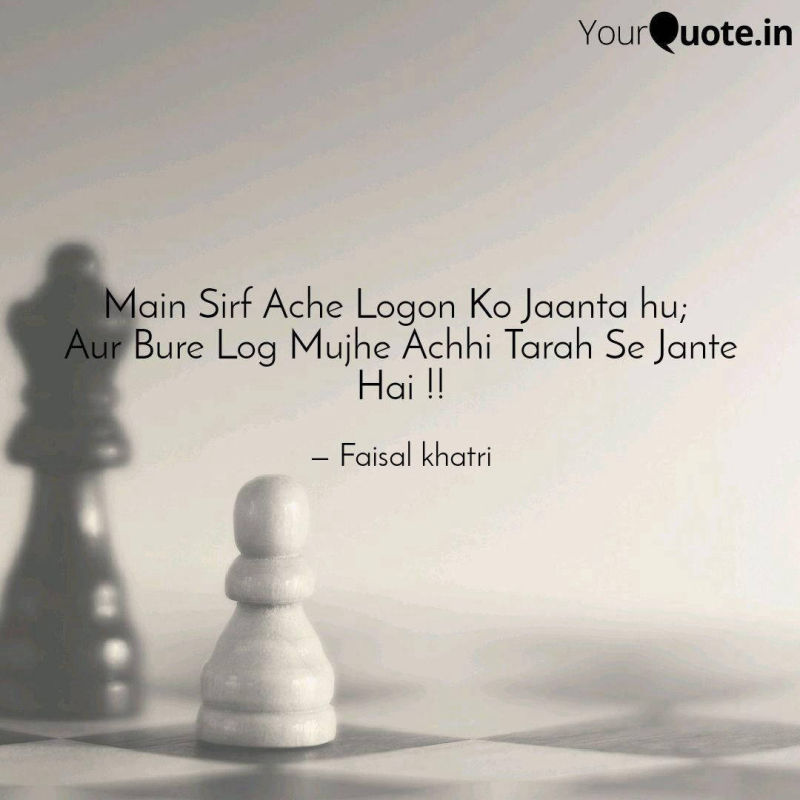 YourQuote.in
Main Sirf Ache Logon Ko Jaanta hu;
Aur Bure Log Mujhe Achhi Tarah Se Jante
Hai !!
– Faisal khatri